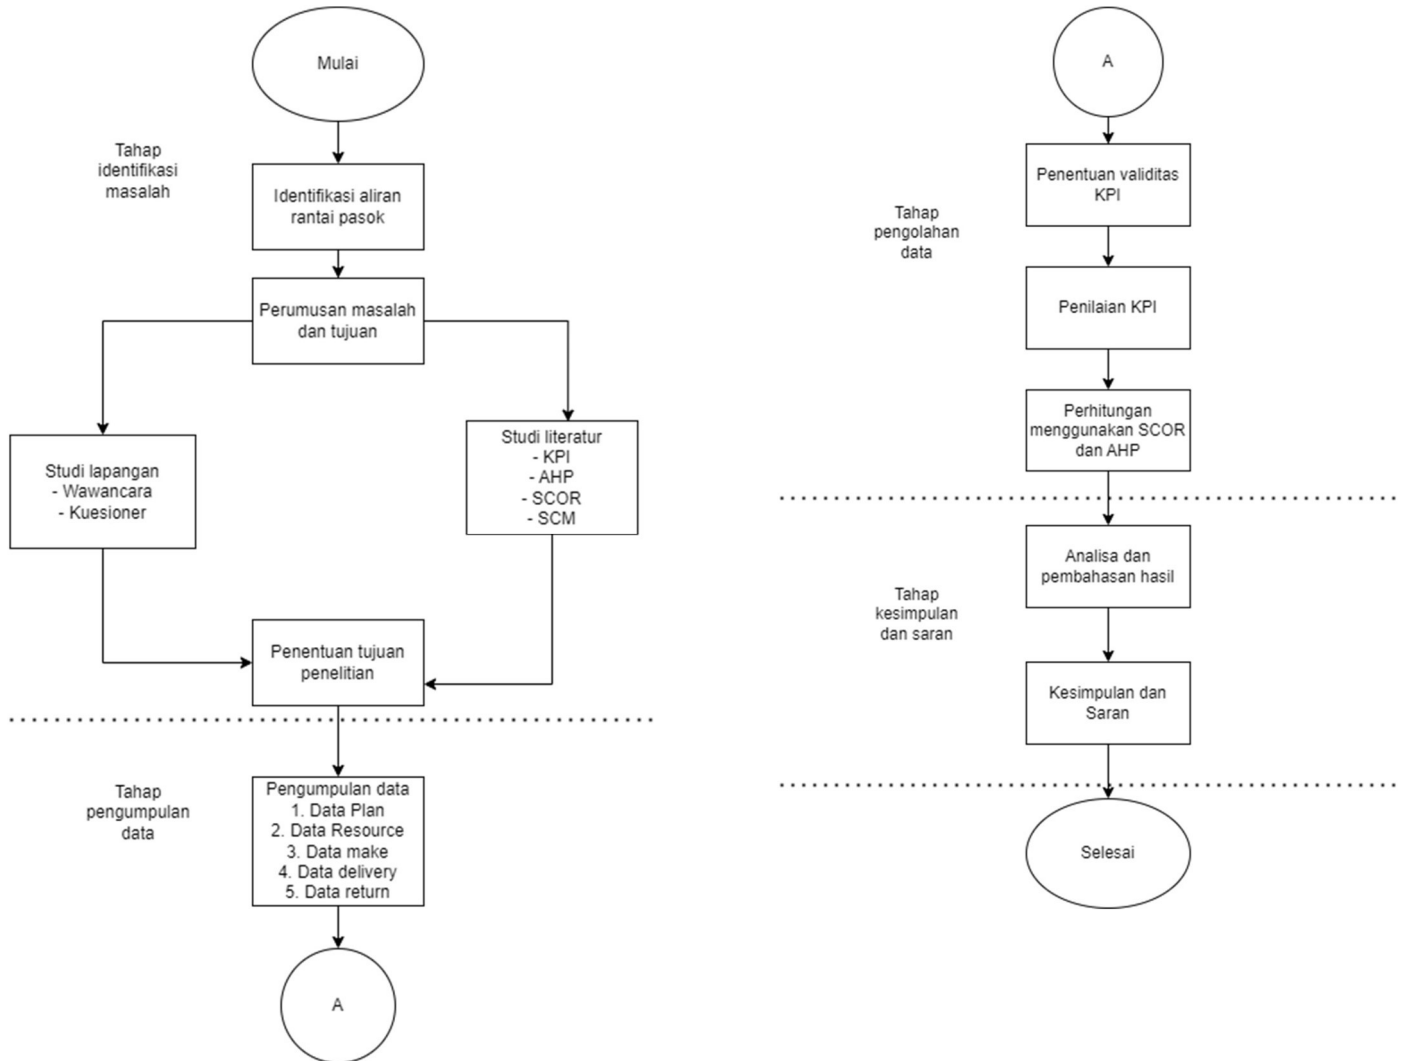 Mulai
Tahap
identifikasi
masalah
Identifikasi aliran
rantai pasok
Perumusan masalah
dan tujuan
Studi lapangan
- Wawancara
- Kuesioner
Studi literatur
- KPI
- AHP
- SCOR
- SCM
Penentuan tujuan
penelitian
Tahap
pengumpulan
data
Pengumpulan data
1. Data Plan
2. Data Resource
3. Data make
4. Data delivery
5. Data return
A
A
Penentuan validitas
KPI
Tahap
pengolahan
data
Penilaian KPI
Perhitungan
menggunakan SCOR
dan AHP
Analisa dan
pembahasan hasil
Tahap
kesimpulan
dan saran
Kesimpulan dan
Saran
Selesai